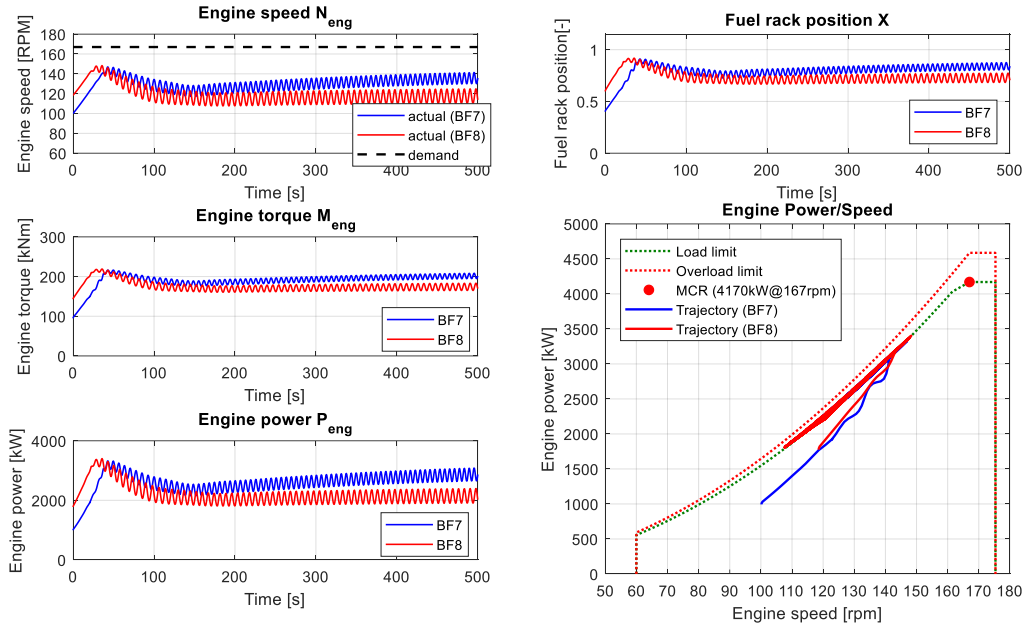 Engine speed N_eng
Engine speed [RPM]
180
160
140
120
100
80
60
0
100
200
300
400
500
Time [s]
actual (BF7)
actual (BF8)
demand
Fuel rack position X
Fuel rack position[-]
1
0.5
0
0
100
200
300
400
500
Time [s]
BF7
BF8
Engine torque M_eng
Engine torque [kNm]
300
200
100
0
0
100
200
300
400
500
Time [s]
BF7
BF8
Engine power P_eng
Engine power [kW]
4000
2000
0
0
100
200
300
400
500
Time [s]
BF7
BF8
Engine Power/Speed
Engine power [kW]
5000
4500
4000
3500
3000
2500
2000
1500
1000
500
0
50
60
70
80
90
100
110
120
130
140
150
160
170
180
Engine speed [rpm]
Load limit
Overload limit
MCR (4170kW@167rpm)
Trajectory (BF7)
Trajectory (BF8)